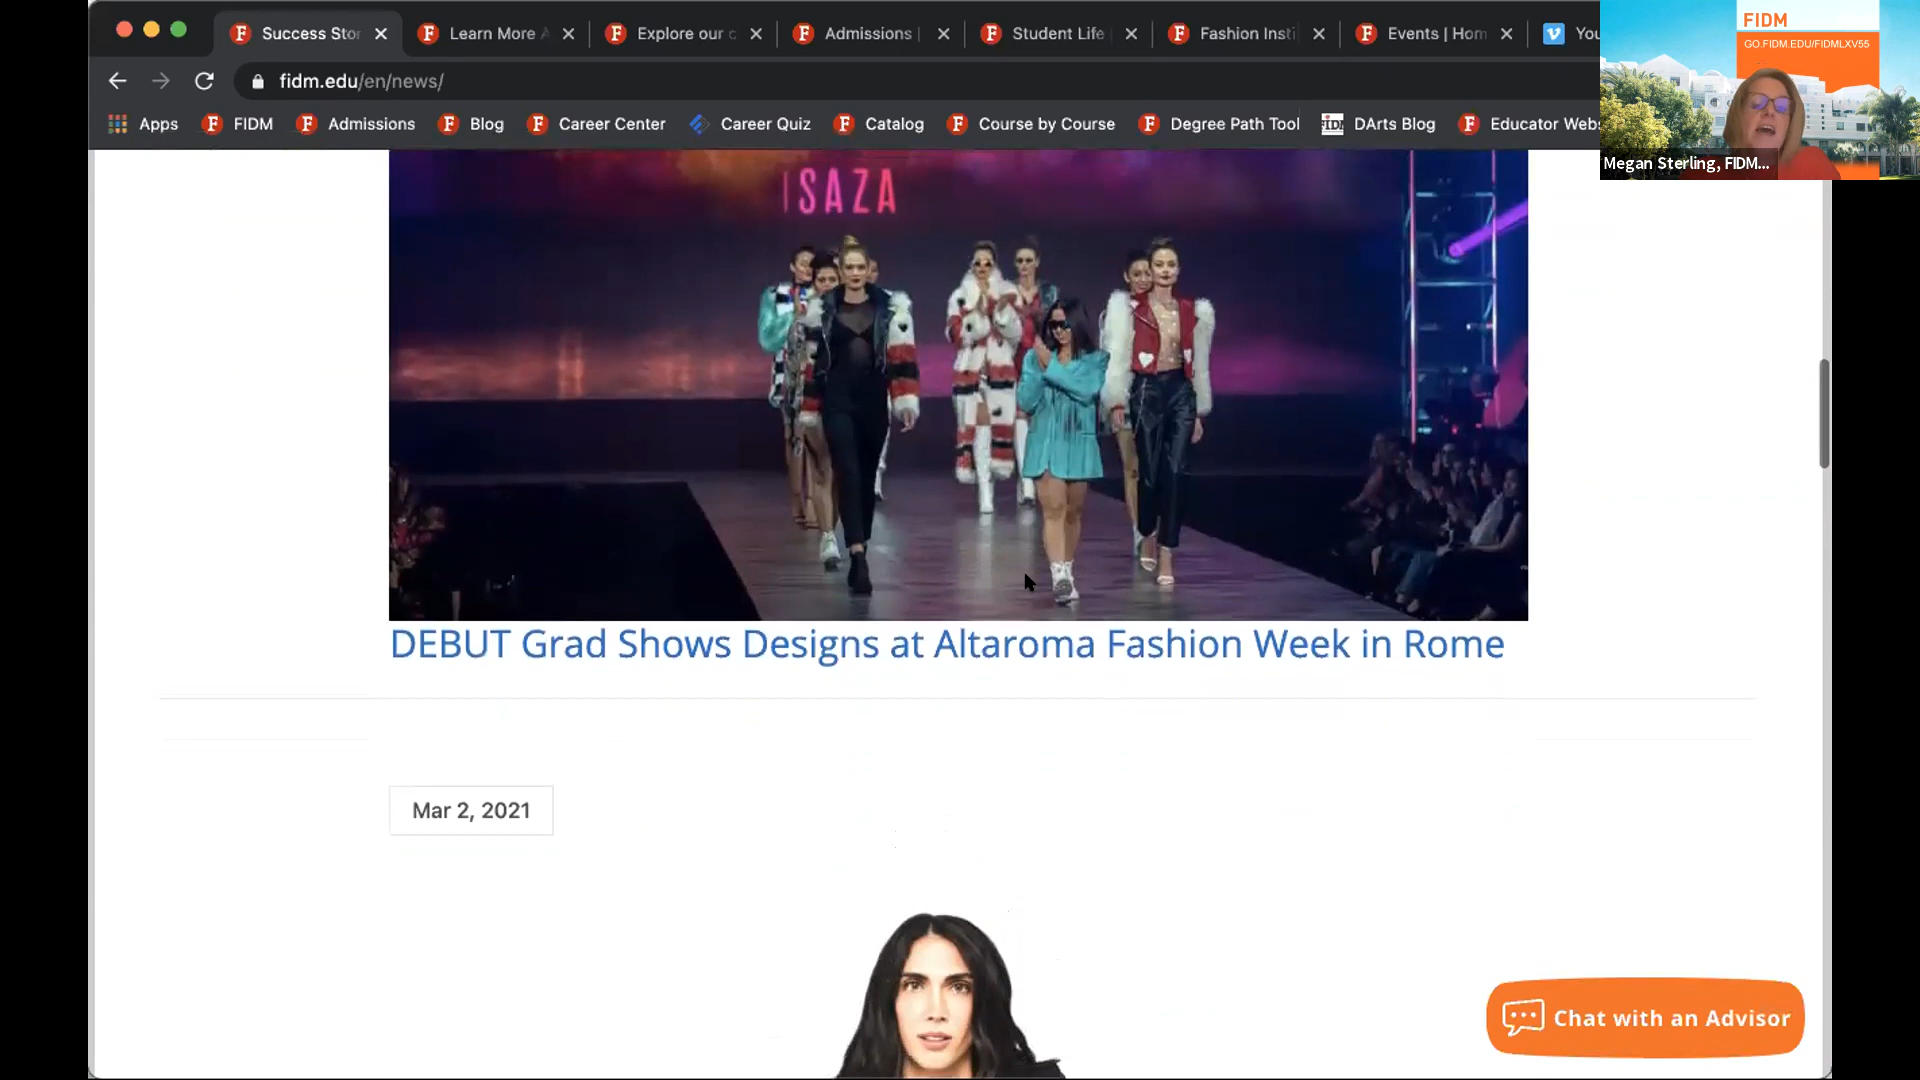 Success Stor
Learn More A
Explore our c
Admissions |
Student Life
Fashion Insti
Events | Hom
You
fidm.edu/en/news/
Apps
FIDM
Admissions
Blog
Career Center
Career Quiz
Catalog
Course by Course
Degree Path Tool
DArts Blog
Educator Webs
FIDM
GO.FIDM.EDU/FIDMLXV55
Megan Sterling, FIDM...
ISAZA
DEBUT Grad Shows Designs at Altaroma Fashion Week in Rome
Mar 2, 2021
Chat with an Advisor